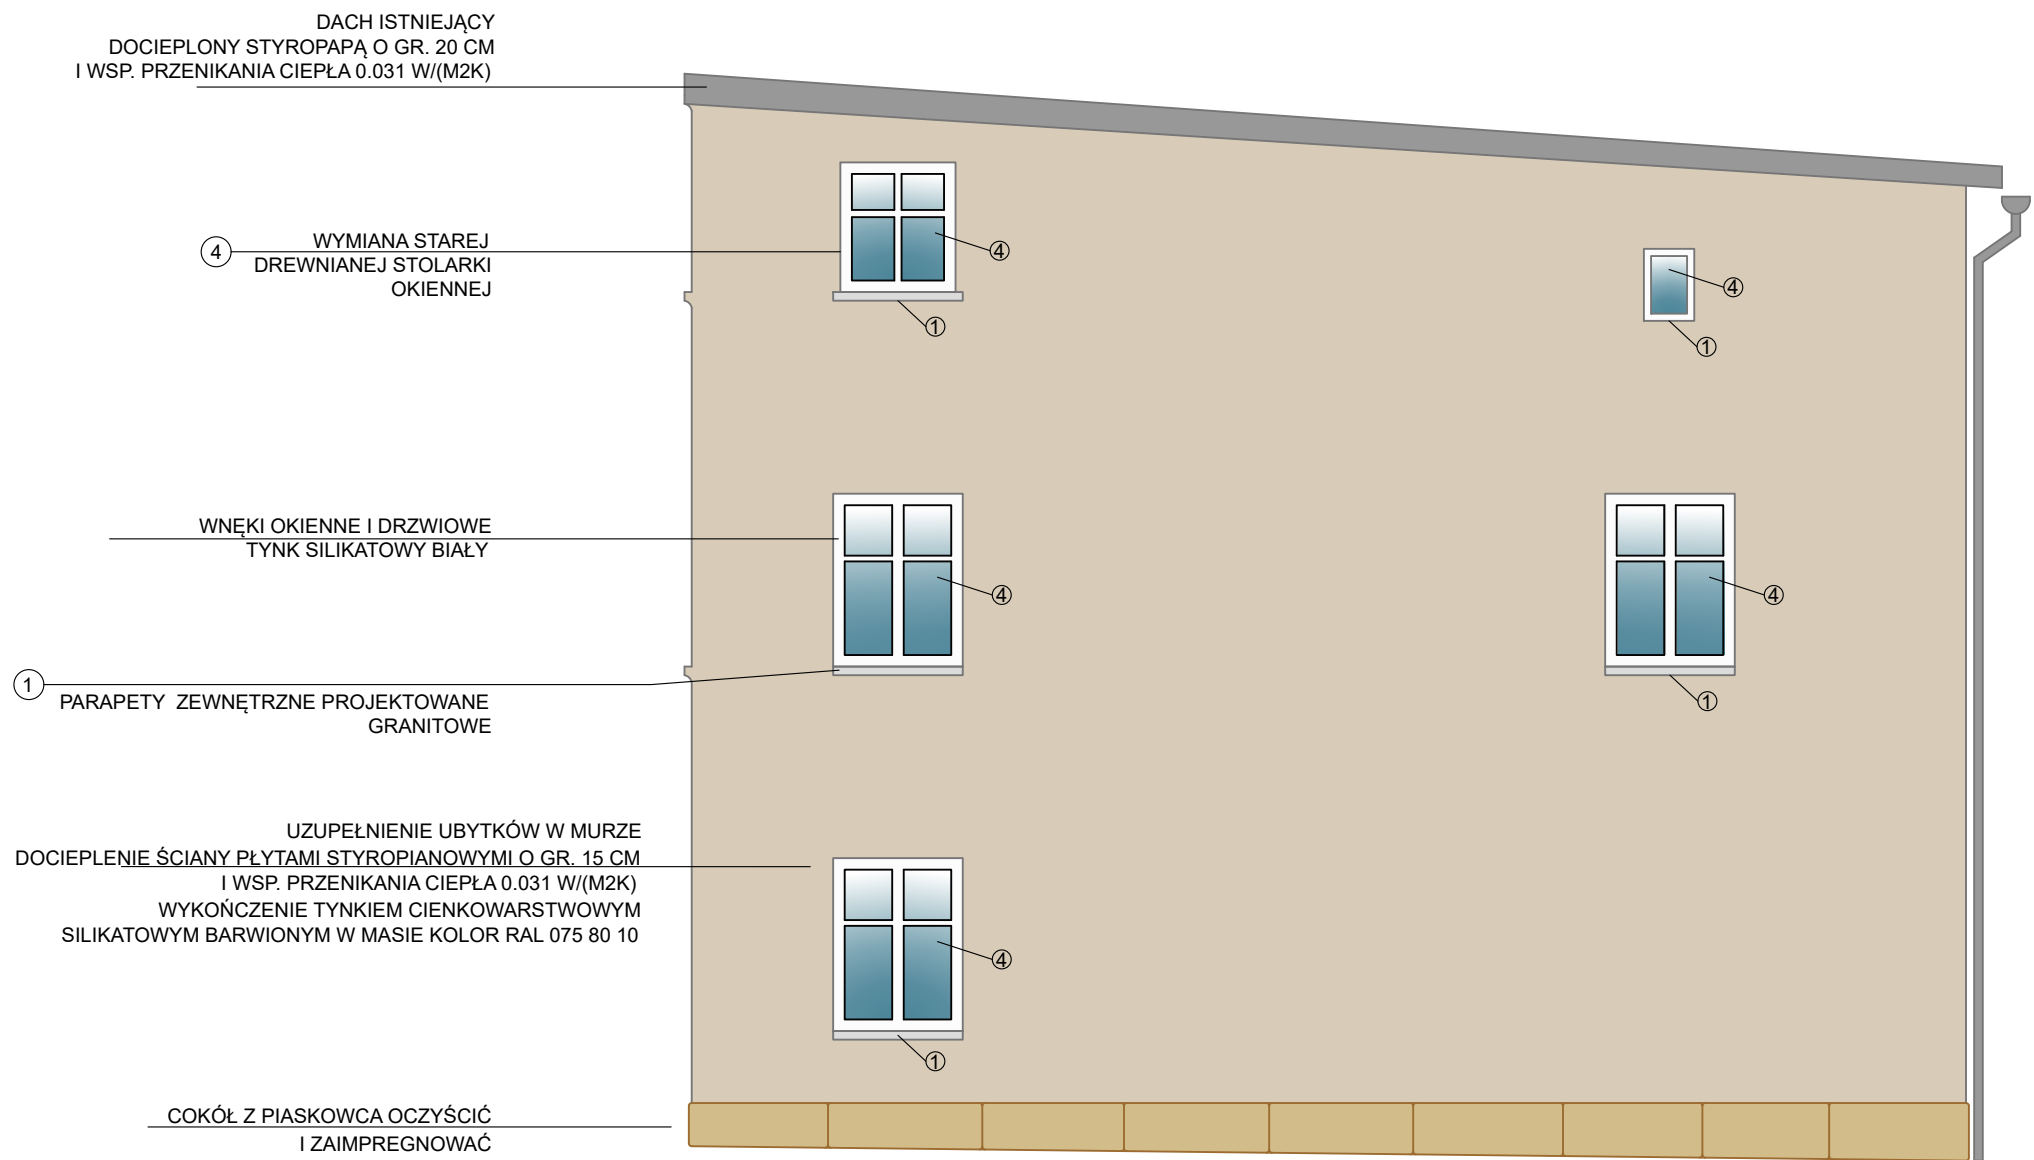 DACH ISTNIEJĄCY
DOCIEPLONY STYROPAPĄ O GR. 20 CM
I WSP. PRZENIKANIA CIEPŁA 0.031 W/(M2K)
4
WYMIANA STAREJ
DREWNIANEJ STOLARKI
OKIENNEJ
4
1
4
1
WNĘKI OKIENNE I DRZWIOWE
TYNK SILIKATOWY BIAŁY
4
4
1
PARAPETY ZEWNĘTRZNE PROJEKTOWANE
GRANITOWE
1
UZUPEŁNIENIE UBYTKÓW W MURZE
DOCIEPLENIE ŚCIANY PŁYTAMI STYROPIANOWYMI O GR. 15 CM
I WSP. PRZENIKANIA CIEPŁA 0.031 W/(M2K)
WYKOŃCZENIE TYNKIEM CIENKOWARSTWOWYM
SILIKATOWYM BARWIONYM W MASIE KOLOR RAL 075 80 10
4
1
COKÓŁ Z PIASKOWCA OCZYŚCIĆ
I ZAIMPREGNOWAĆ